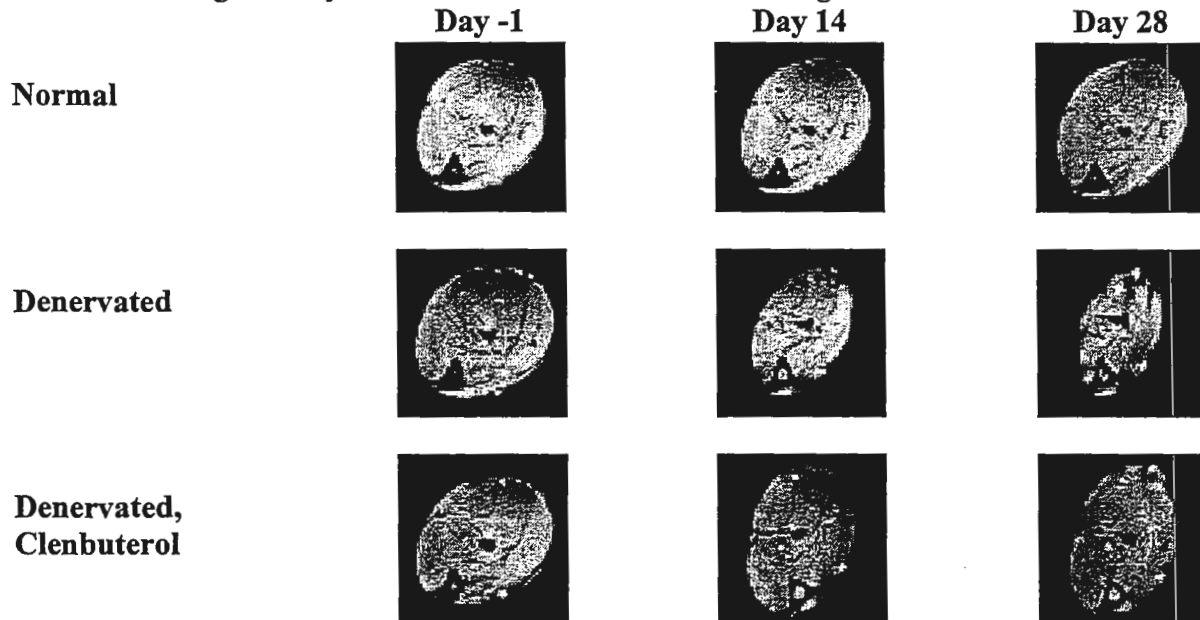 Day -1
Day 14
Day 28
Normal
Denervated
Denervated,
Clenbuterol